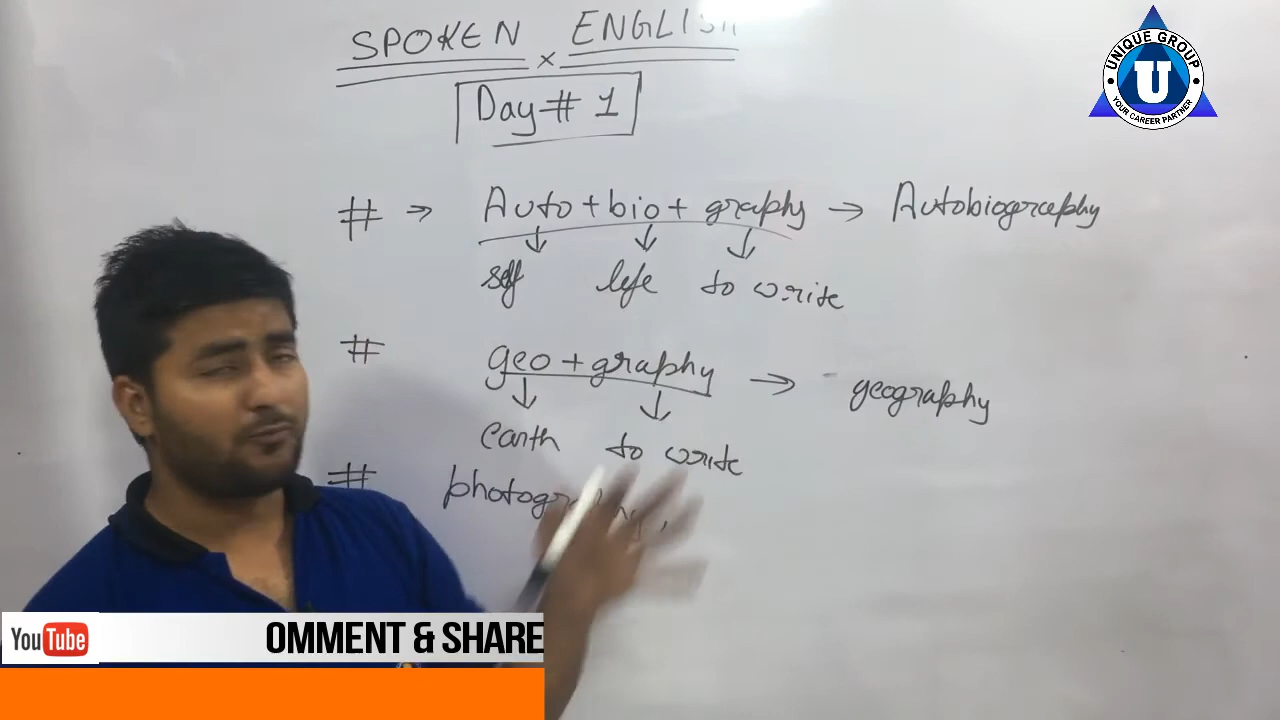 SPOKEN × ENGLISH
Day # 1
UNIQUE GROUP
U
YOUR CAREER PARTNER
# → Auto + bio + graphy → Autobiography
self life to write
# geo + graphy → geography
earth to write
# photography,
YouTube OMMENT & SHARE